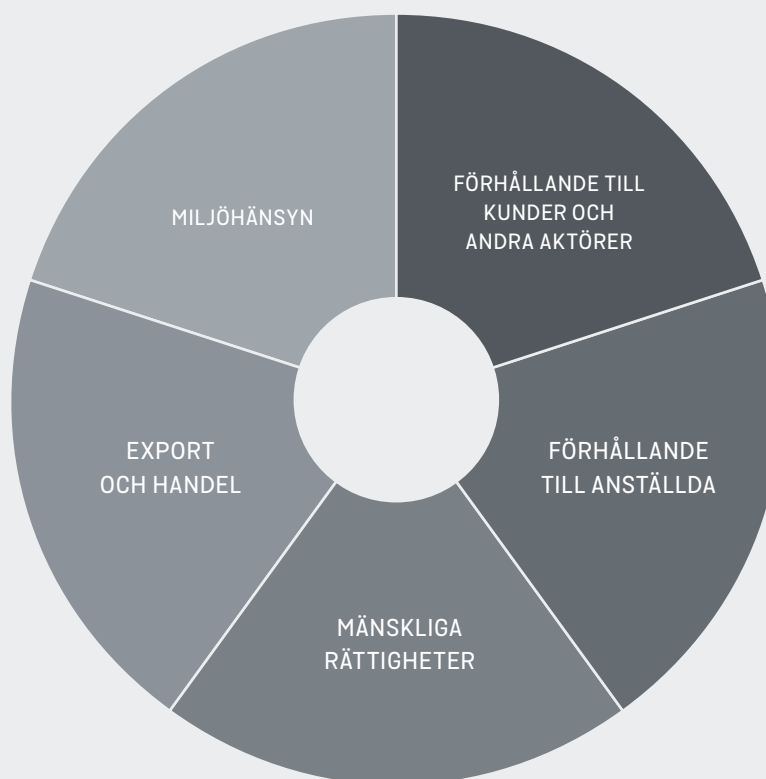 MILJÖHÄNSYN
FÖRHÅLLANDE TILL
KUNDER OCH
ANDRA AKTÖRER
EXPORT
OCH HANDEL
FÖRHÅLLANDE
TILL ANSTÄLLDA
MÄNSKLIGA
RÄTTIGHETER